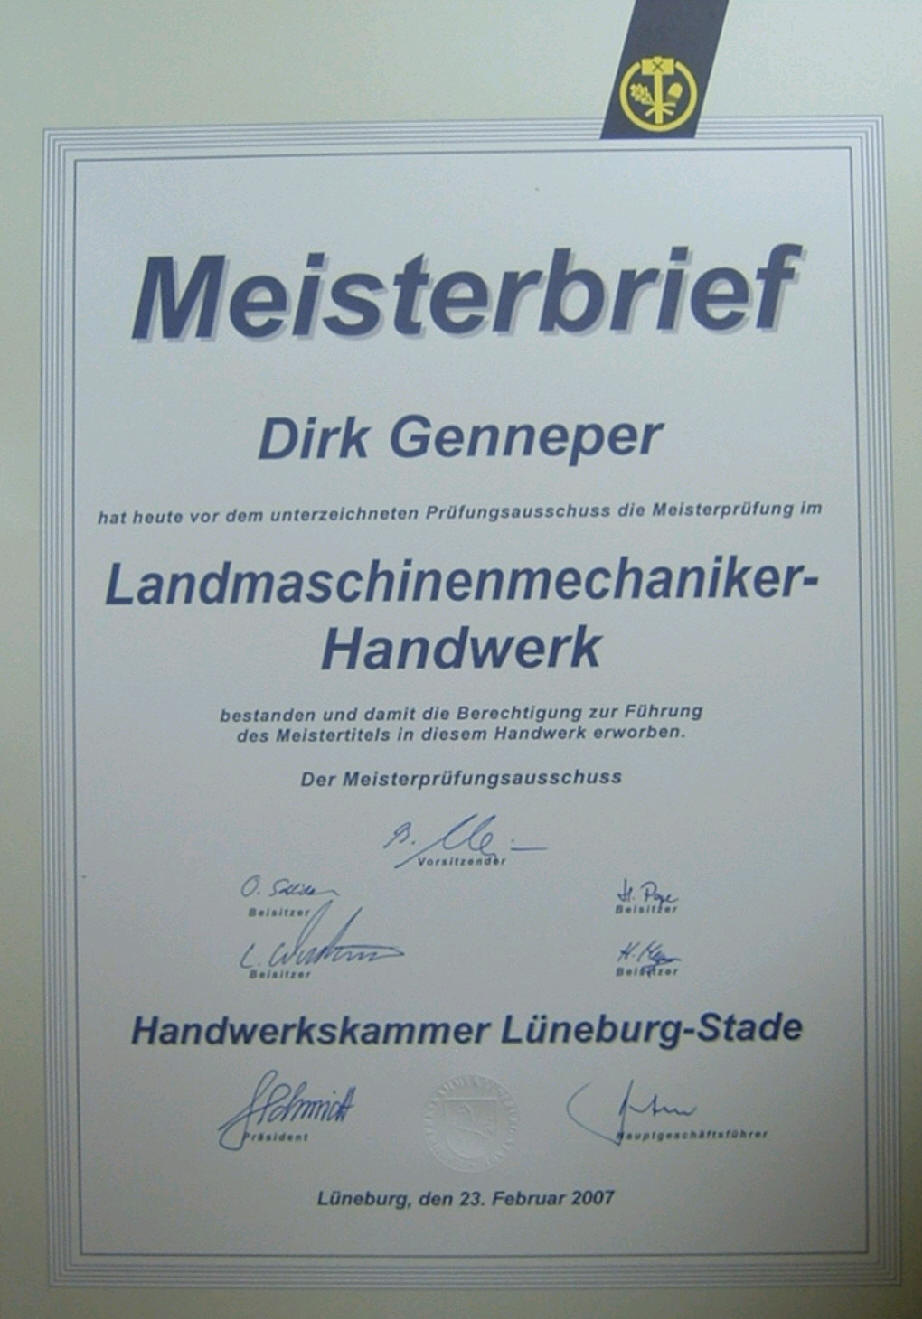 Meisterbrief
Dirk Genneper
hat heute vor dem unterzeichneten Prüfungsausschuss die Meisterprüfung im
Landmaschinenmechaniker-
Handwerk
bestanden und damit die Berechtigung zur Führung
des Meistertitels in diesem Handwerk erworben.
Der Meisterprüfungsausschuss
Vorsitzender
Beisitzer
Beisitzer
Beisitzer
Beisitzer
Handwerkskammer Lüneburg-Stade
Präsident
Hauptgeschäftsführer
Lüneburg, den 23. Februar 2007